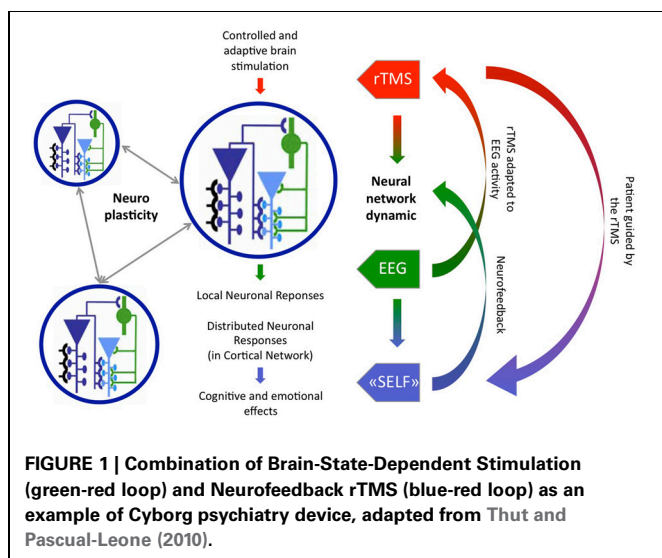 Controlled and
adaptive brain
stimulation
Neuro
plasticity
Local Neuronal Reponses
Distributed Neuronal
Responses
(in Cortical Network)
Cognitive and emotional
effects
rTMS
Neural
network
dynamic
EEG
«SELF»
rTMS adapted to
EEG activity
Neurofeedback
Patient guided by
the rTMS
FIGURE 1 | Combination of Brain-State-Dependent Stimulation
(green-red loop) and Neurofeedback rTMS (blue-red loop) as an
example of Cyborg psychiatry device, adapted from Thut and
Pascual-Leone (2010).